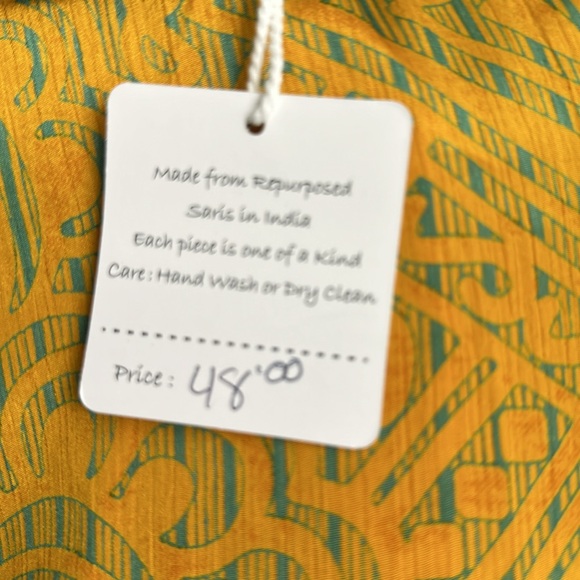 Made from Repurposed
Saris in India
Each piece is one of a Kind
Care: Hand Wash or Dry Clean
Price: 48.00